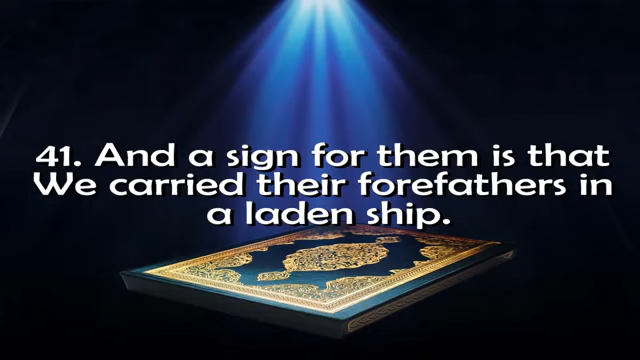 41. And a sign for them is that
We carried their forefathers in
a laden ship.